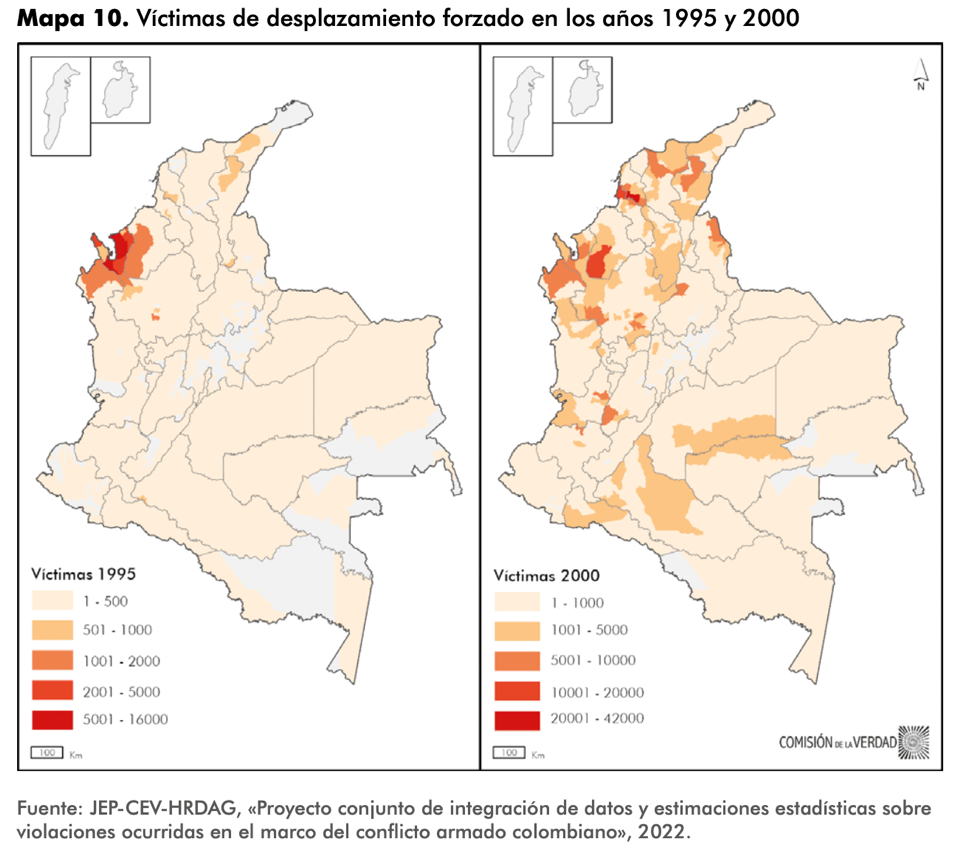 Mapa 10. Víctimas de desplazamiento forzado en los años 1995 y 2000
N
Víctimas 1995
1 - 500
501 - 1000
1001 - 2000
2001 - 5000
5001 - 16000
100 Km
Víctimas 2000
1 - 1000
1001 - 5000
5001 - 10000
10001 - 20000
20001 - 42000
100 Km
COMISIÓN DE LA VERDAD
Fuente: JEP-CEV-HRDAG, «Proyecto conjunto de integración de datos y estimaciones estadísticas sobre
violaciones ocurridas en el marco del conflicto armado colombiano», 2022.